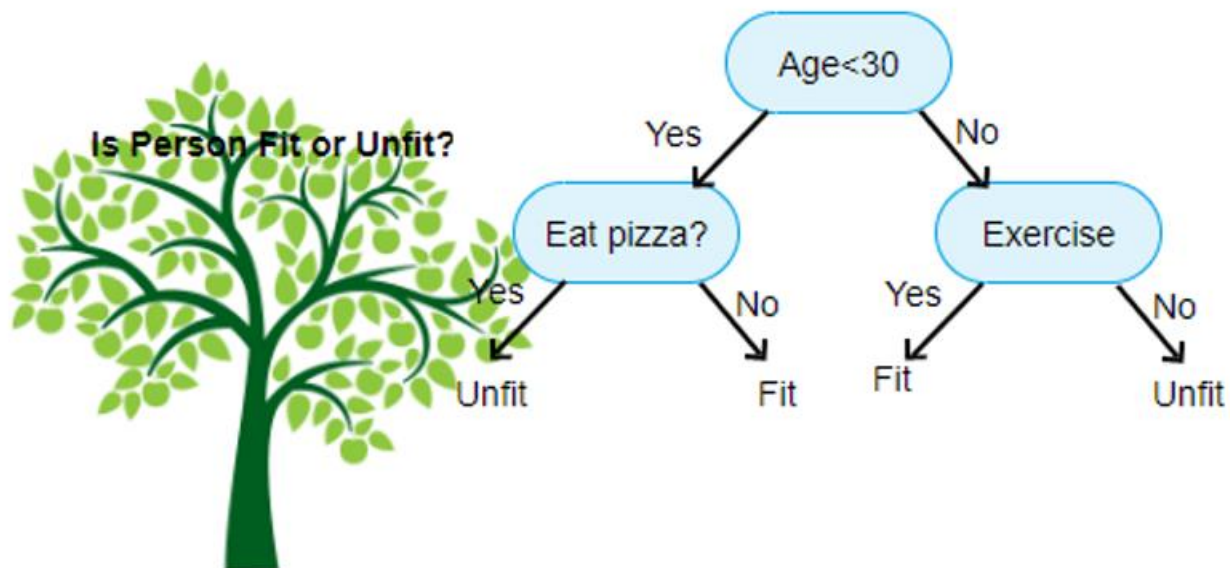 Age<30
Is Person Fit or Unfit?
Yes
No
Eat pizza?
Exercise
Yes
No
Yes
No
Unfit
Fit
Fit
Unfit